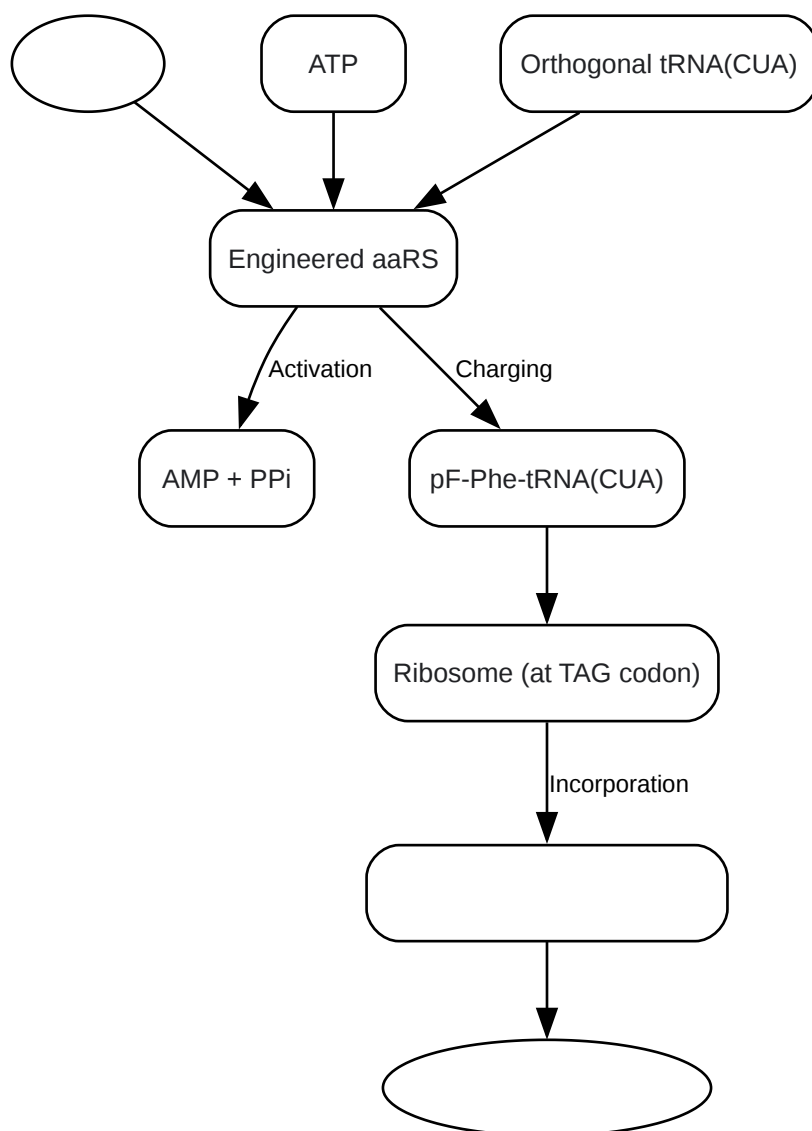 ATP
Orthogonal tRNA(CUA)
Engineered aaRS
Activation
Charging
AMP + PPi
pF-Phe-tRNA(CUA)
Ribosome (at TAG codon)
Incorporation